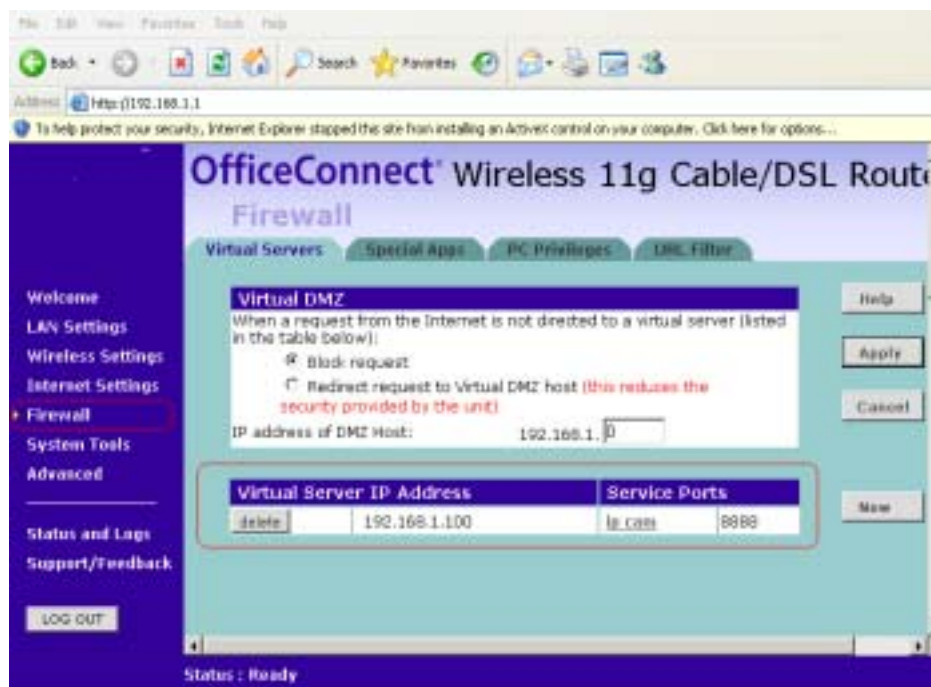 File Edit View Favorites Tools Help
Back Search Favorites
Address http://192.168.1.1
To help protect your security, Internet Explorer stopped this site from installing an ActiveX control on your computer. Click here for options...
OfficeConnect Wireless 11g Cable/DSL Route
Firewall
Virtual Servers Special Apps PC Privileges URL Filter
Welcome
LAN Settings
Wireless Settings
Internet Settings
Firewall
System Tools
Advanced
Status and Logs
Support/Feedback
LOG OUT
Virtual DMZ
When a request from the Internet is not directed to a virtual server (listed
in the table below):
Block request
Redirect request to Virtual DMZ host (this reduces the
security provided by the unit)
IP address of DMZ Host: 192.168.1. 0
Virtual Server IP Address Service Ports
delete 192.168.1.100 ip cam 8888
Help
Apply
Cancel
New
Status : Ready